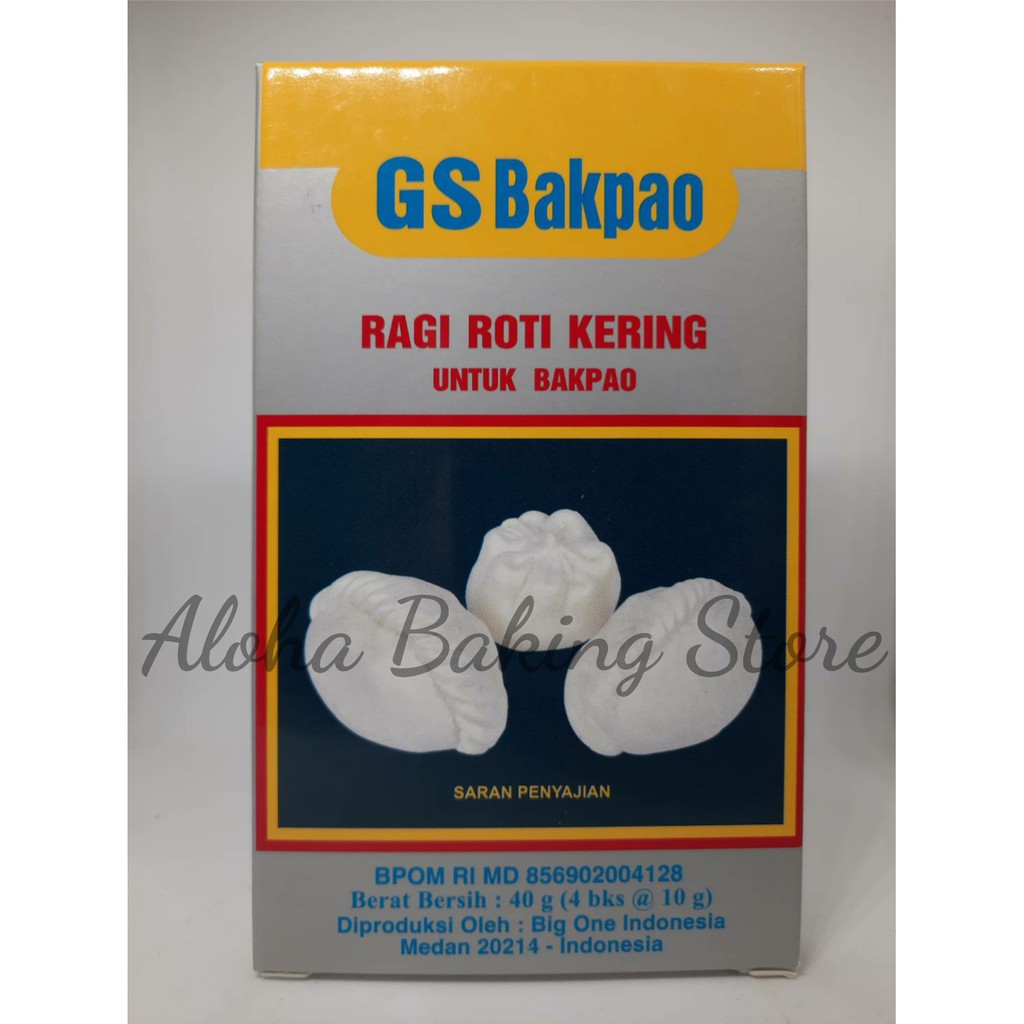 GS Bakpao
RAGI ROTI KERING
UNTUK BAKPAO
Aloha Baking Store
SARAN PENYAJIAN
BPOM RI MD 856902004128
Berat Bersih : 40 g (4 bks @ 10 g)
Diproduksi Oleh : Big One Indonesia
Medan 20214 - Indonesia